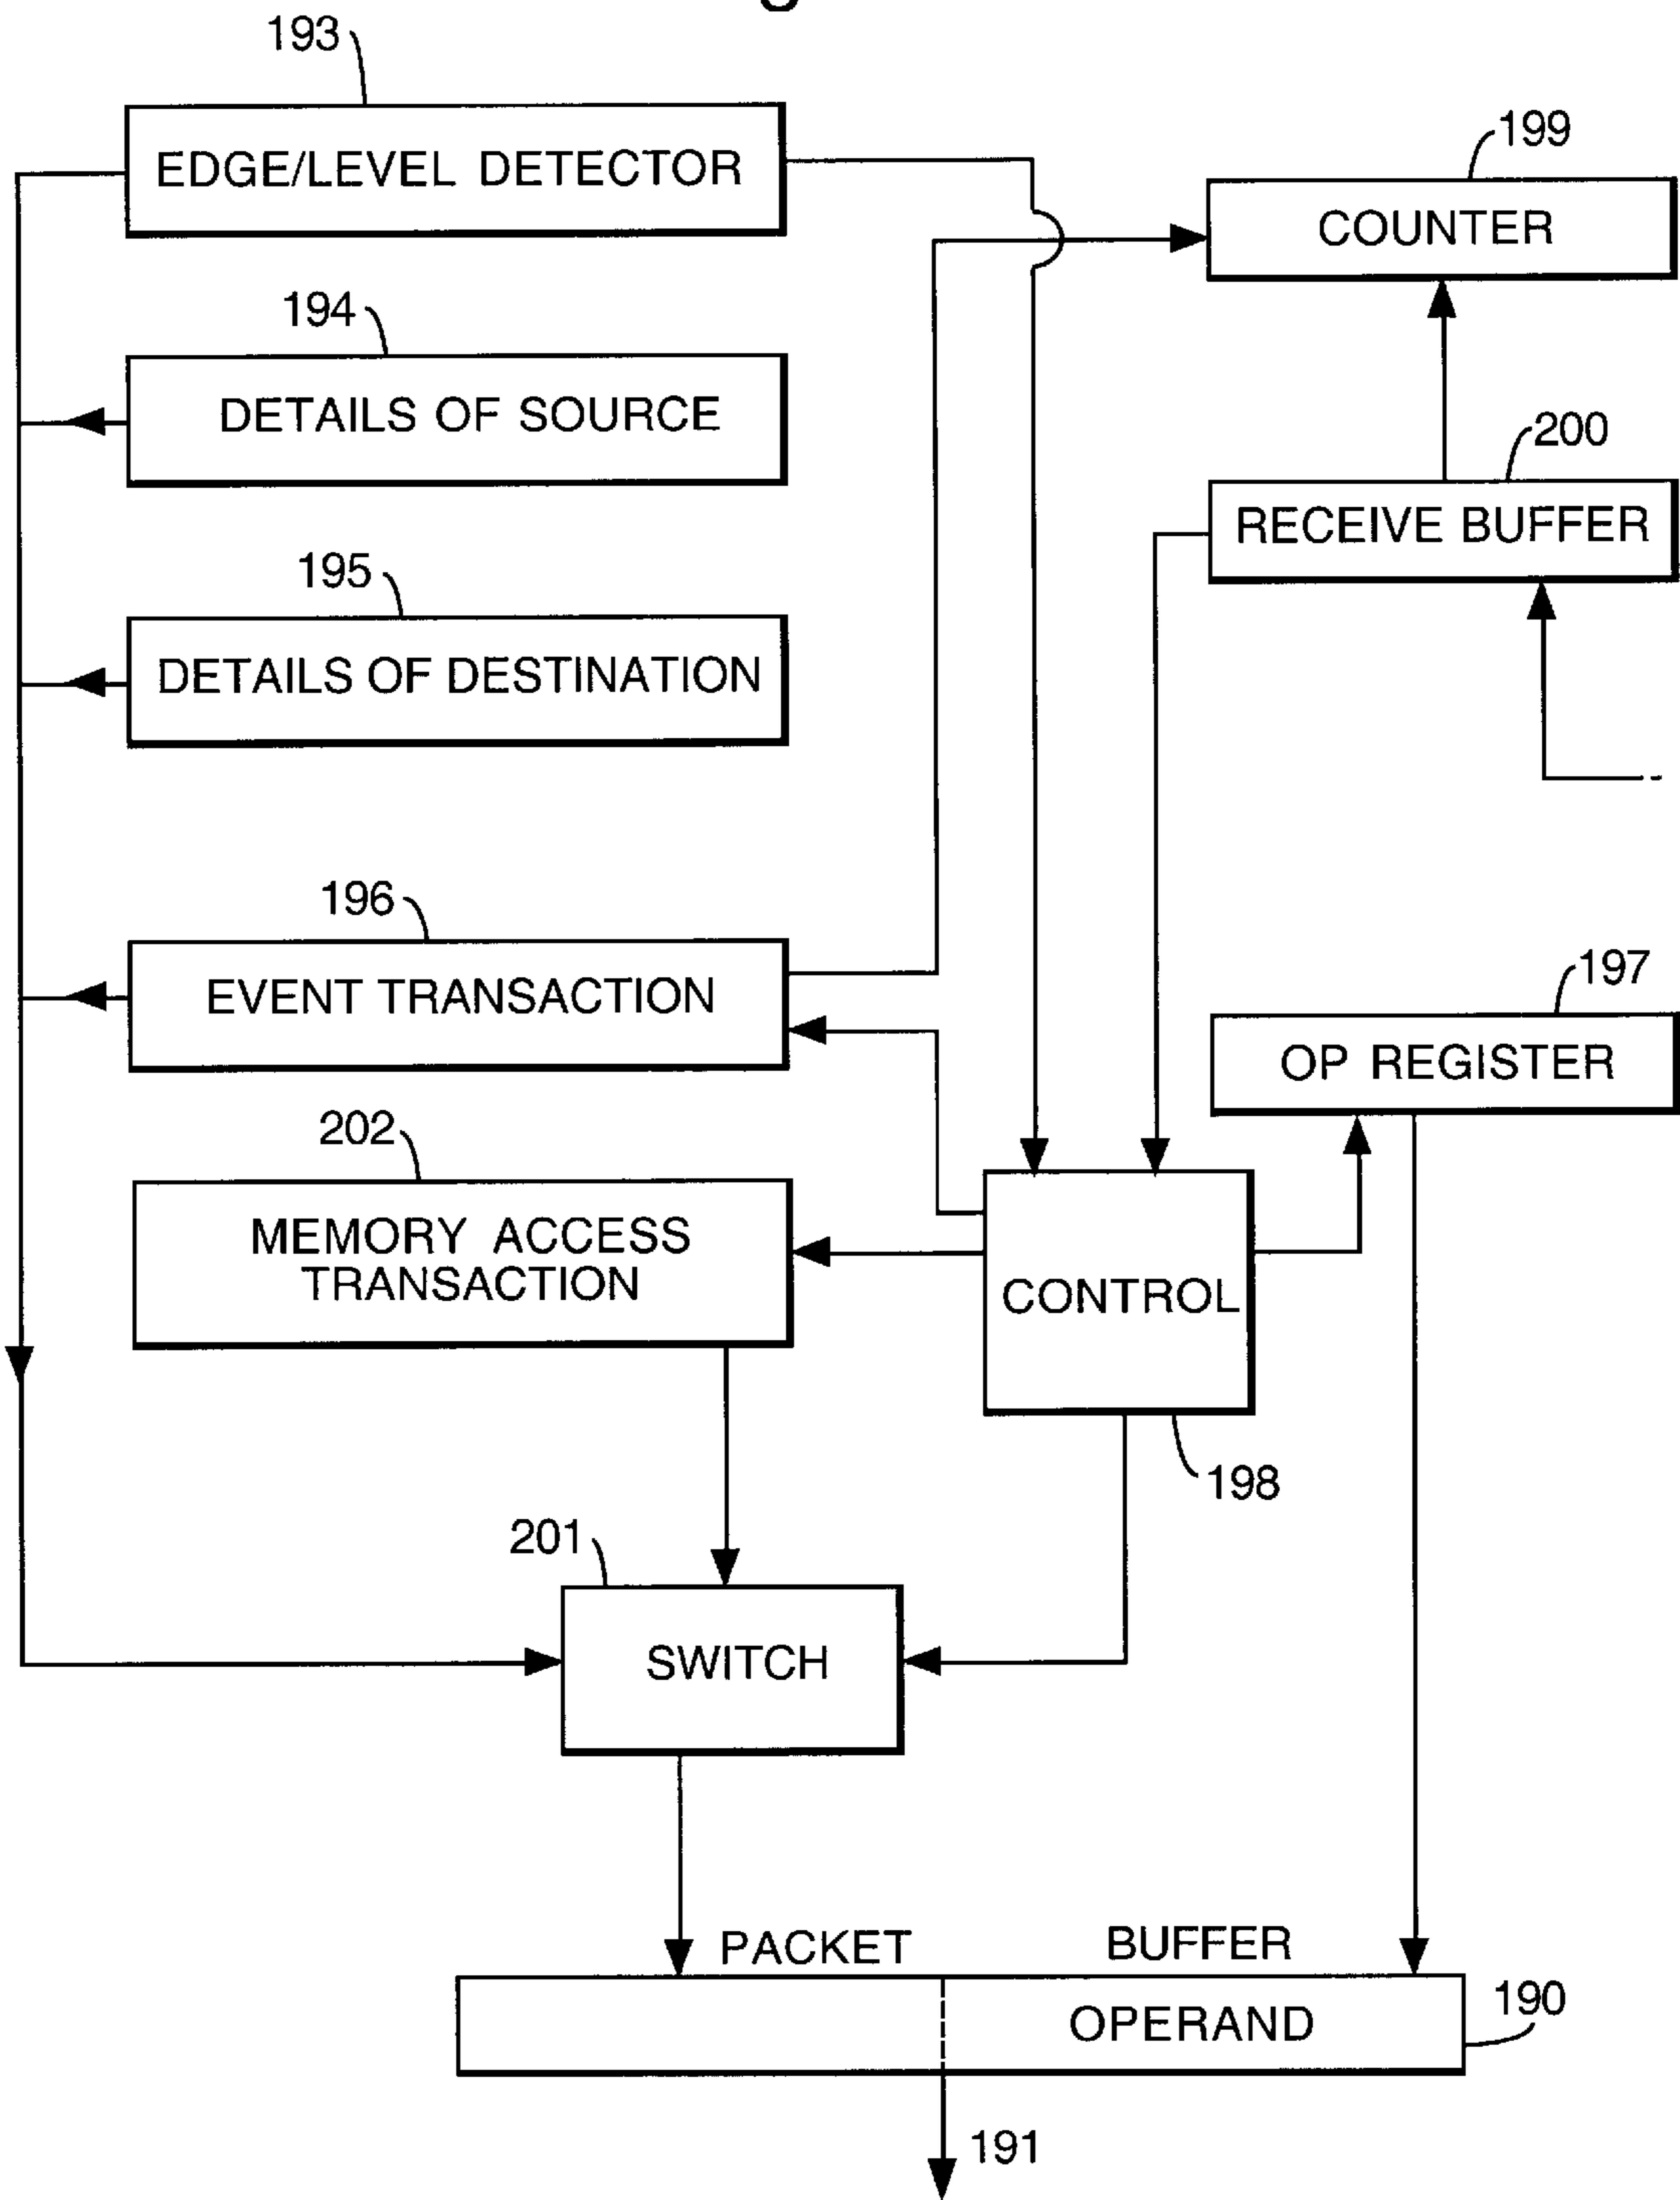 193
EDGE/LEVEL DETECTOR
199
COUNTER
194
DETAILS OF SOURCE
200
RECEIVE BUFFER
195
DETAILS OF DESTINATION
196
EVENT TRANSACTION
197
OP REGISTER
202
MEMORY ACCESS
TRANSACTION
CONTROL
198
201
SWITCH
PACKET BUFFER
OPERAND
190
191